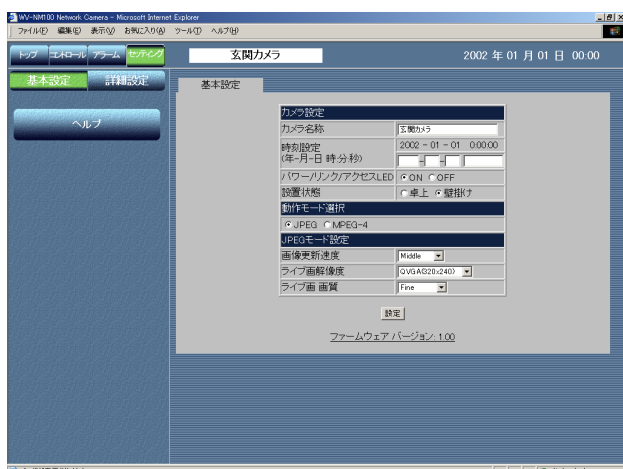 WV-NM100 Network Camera - Microsoft Internet Explorer
ファイル(F) 編集(E) 表示(V) お気に入り(A) ツール(T) ヘルプ(H)
トップ コントロール アラーム セッティング 玄関カメラ 2002 年 01 月 01 日 00:00
基本設定 詳細設定
ヘルプ
基本設定
カメラ設定
カメラ名称 玄関カメラ
時刻設定 2002 - 01 - 01 0:00:00
(年-月-日 時:分:秒) - -
パワー/リンク/アクセスLED ON OFF
設置状態 卓上 壁掛け
動作モード選択
JPEG MPEG-4
JPEGモード設定
画像更新速度 Middle
ライブ画解像度 QVGA(320x240)
ライブ画 画質 Fine
設定
ファームウェア バージョン: 1.00